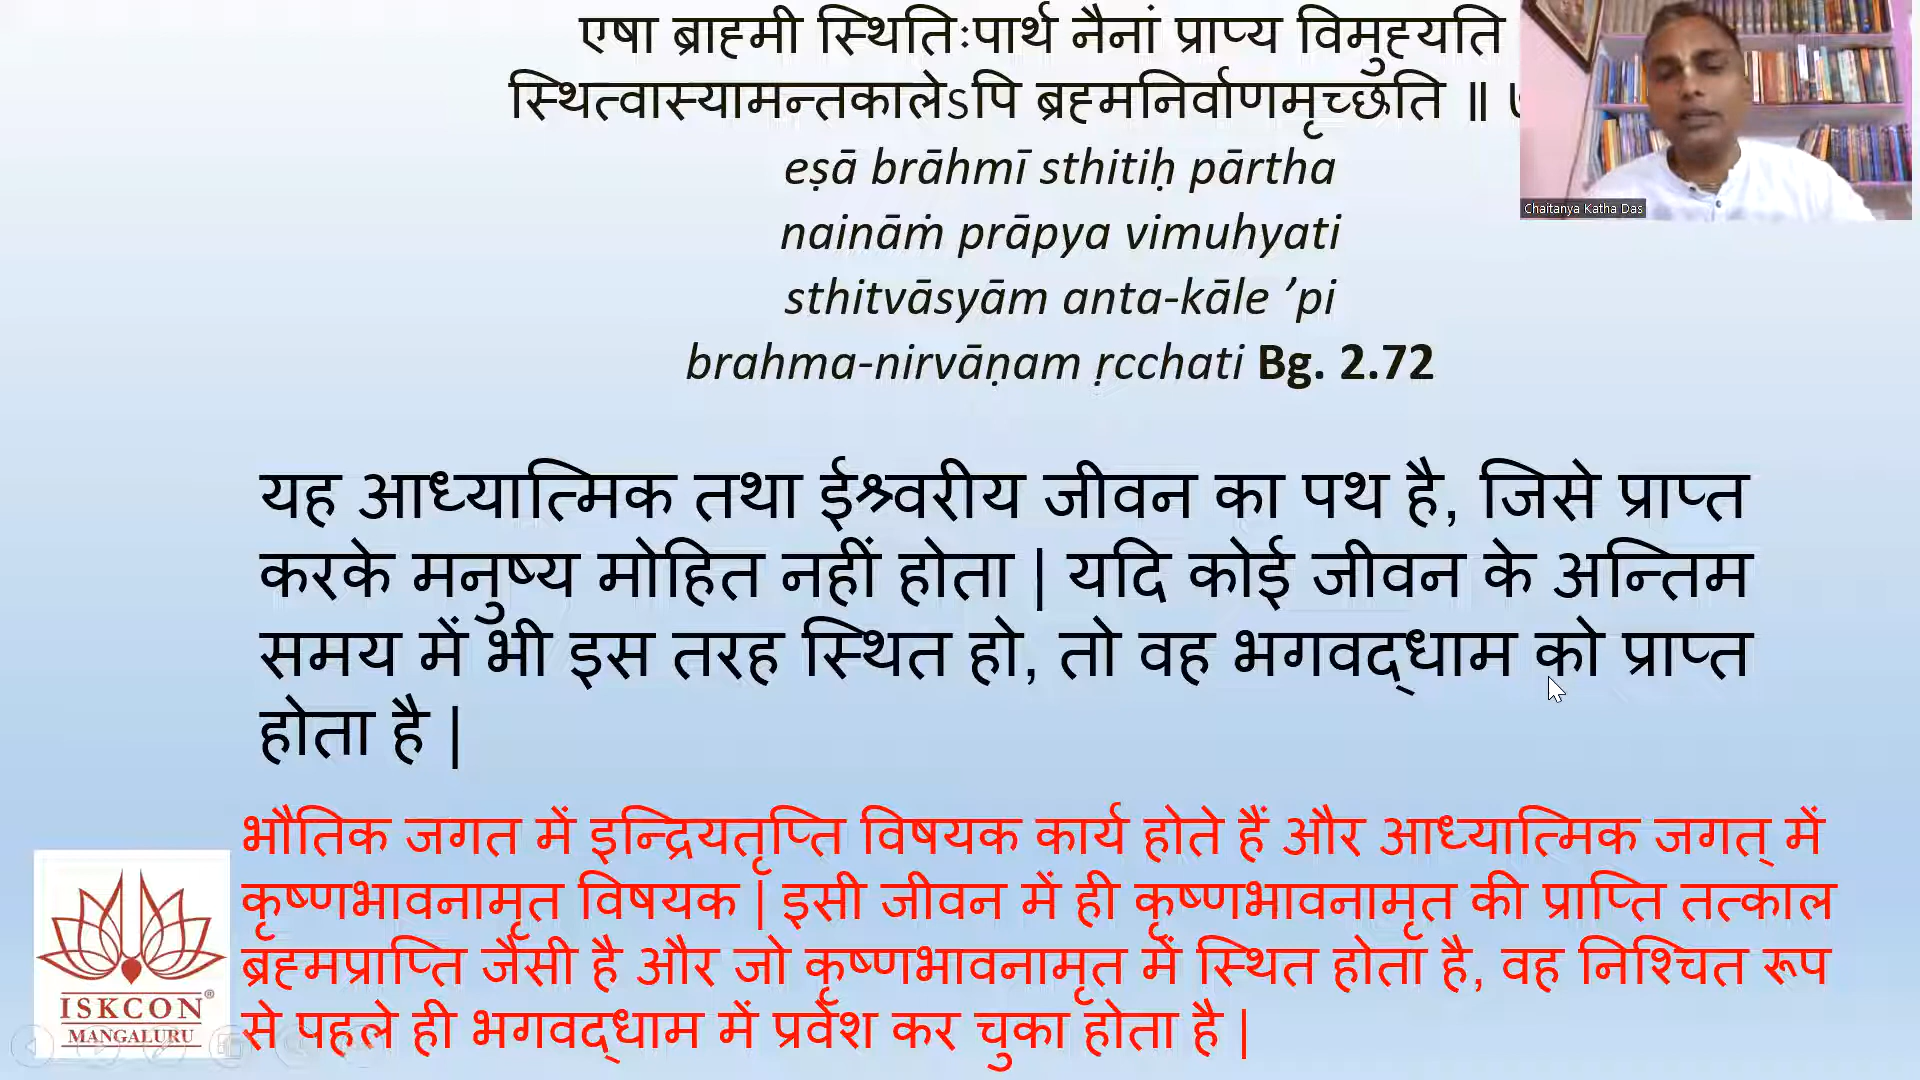 एषा ब्राह्मी स्थितिःपार्थ नैनां प्राप्य विमुह्यति
स्थित्वास्यामन्तकालेऽपि ब्रह्मनिर्वाणमृच्छति ॥
eṣā brāhmī sthitiḥ pārtha
naināṁ prāpya vimuhyati
sthitvāsyām anta-kāle ’pi
brahma-nirvāṇam ṛcchati Bg. 2.72
Chaitanya Katha Das
यह आध्यात्मिक तथा ईश्र्वरीय जीवन का पथ है, जिसे प्राप्त
करके मनुष्य मोहित नहीं होता | यदि कोई जीवन के अन्तिम
समय में भी इस तरह स्थित हो, तो वह भगवद्धाम को प्राप्त
होता है |
भौतिक जगत में इन्द्रियतृप्ति विषयक कार्य होते हैं और आध्यात्मिक जगत् में
कृष्णभावनामृत विषयक | इसी जीवन में ही कृष्णभावनामृत की प्राप्ति तत्काल
ब्रह्मप्राप्ति जैसी है और जो कृष्णभावनामृत में स्थित होता है, वह निश्चित रूप
से पहले ही भगवद्धाम में प्रवेश कर चुका होता है |
ISKCON®
MANGALURU